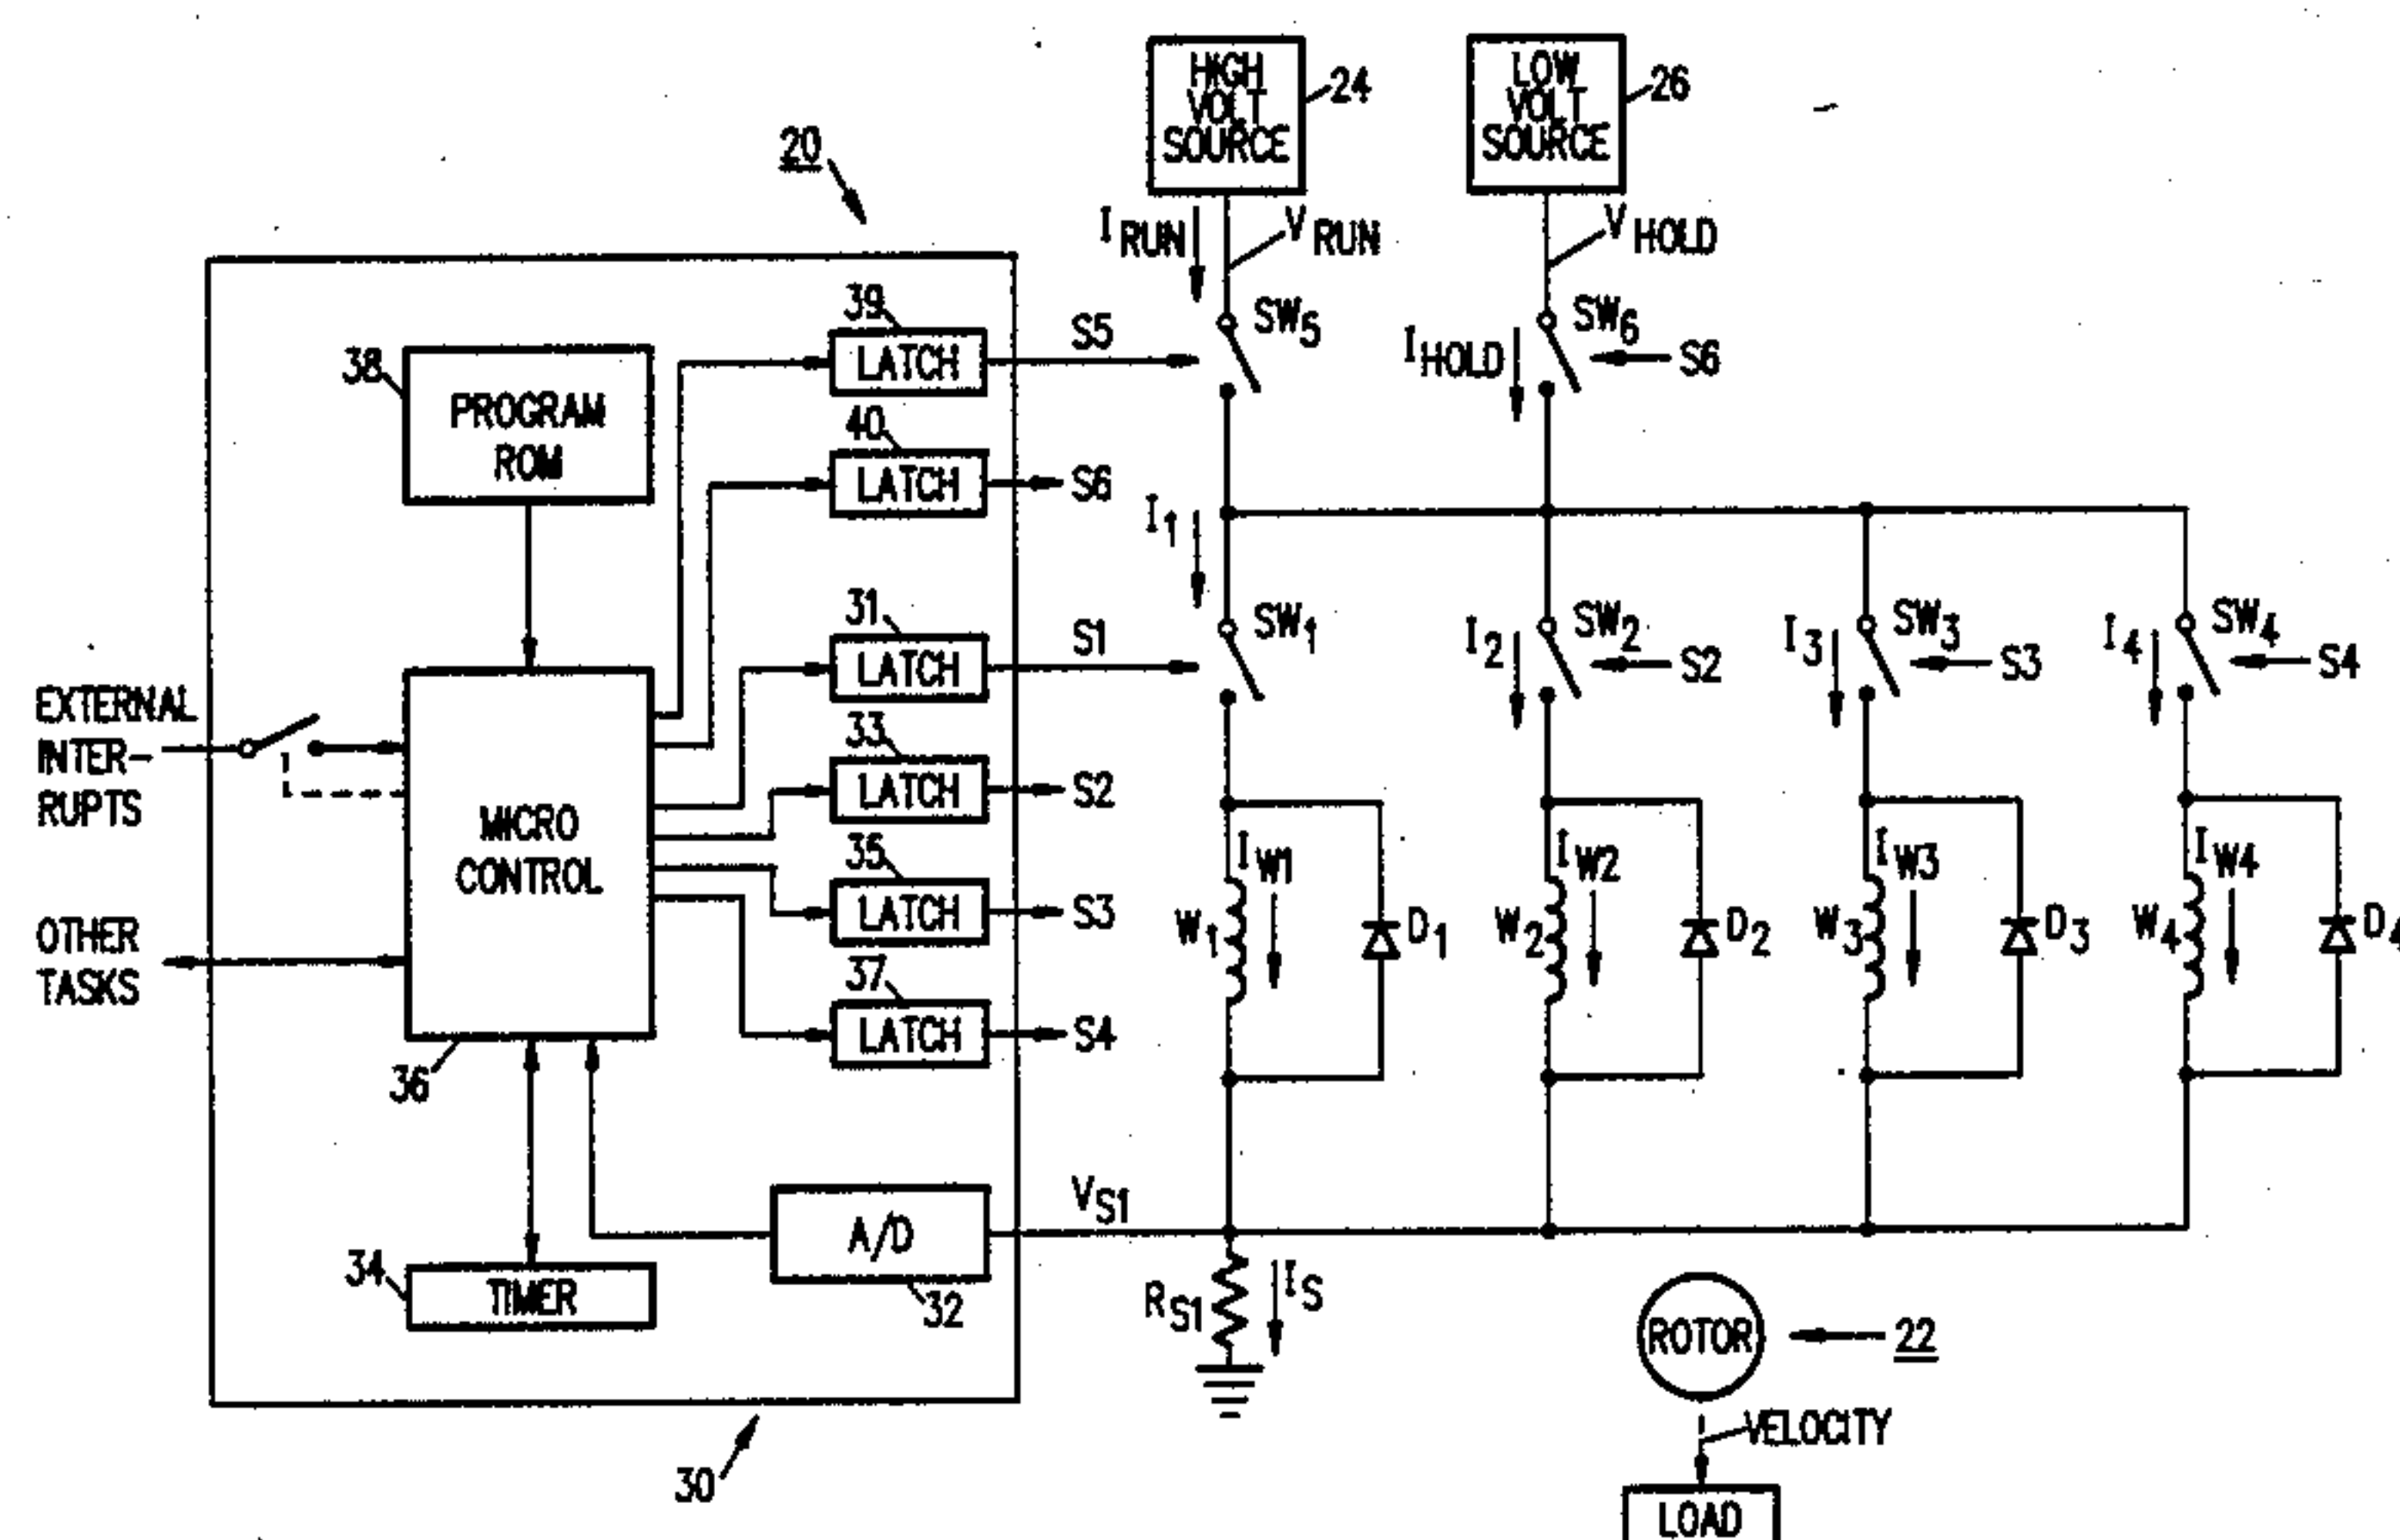 HIGH
VOLT
SOURCE
24
LOW
VOLT
SOURCE
26
20
I RUN
V RUN
V HOLD
39
LATCH
S5
SW5
I HOLD
SW6
S6
38
PROGRAM
ROM
40
LATCH
S6
I1
31
LATCH
S1
SW1
I2
SW2
S2
I3
SW3
S3
I4
SW4
S4
EXTERNAL
INTER-
RUPTS
33
LATCH
S2
MICRO
CONTROL
35
LATCH
S3
IW1
W1
D1
IW2
W2
D2
IW3
W3
D3
IW4
W4
D4
OTHER
TASKS
37
LATCH
S4
36
VS1
A/D
32
34
TIMER
RS1
IS
ROTOR
22
VELOCITY
30
LOAD